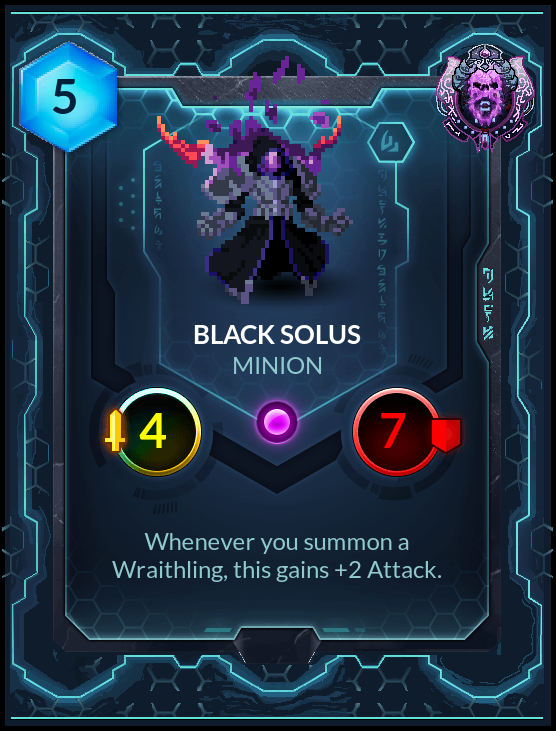 5
BLACK SOLUS
MINION
4
7
Whenever you summon a
Wraithling, this gains +2 Attack.